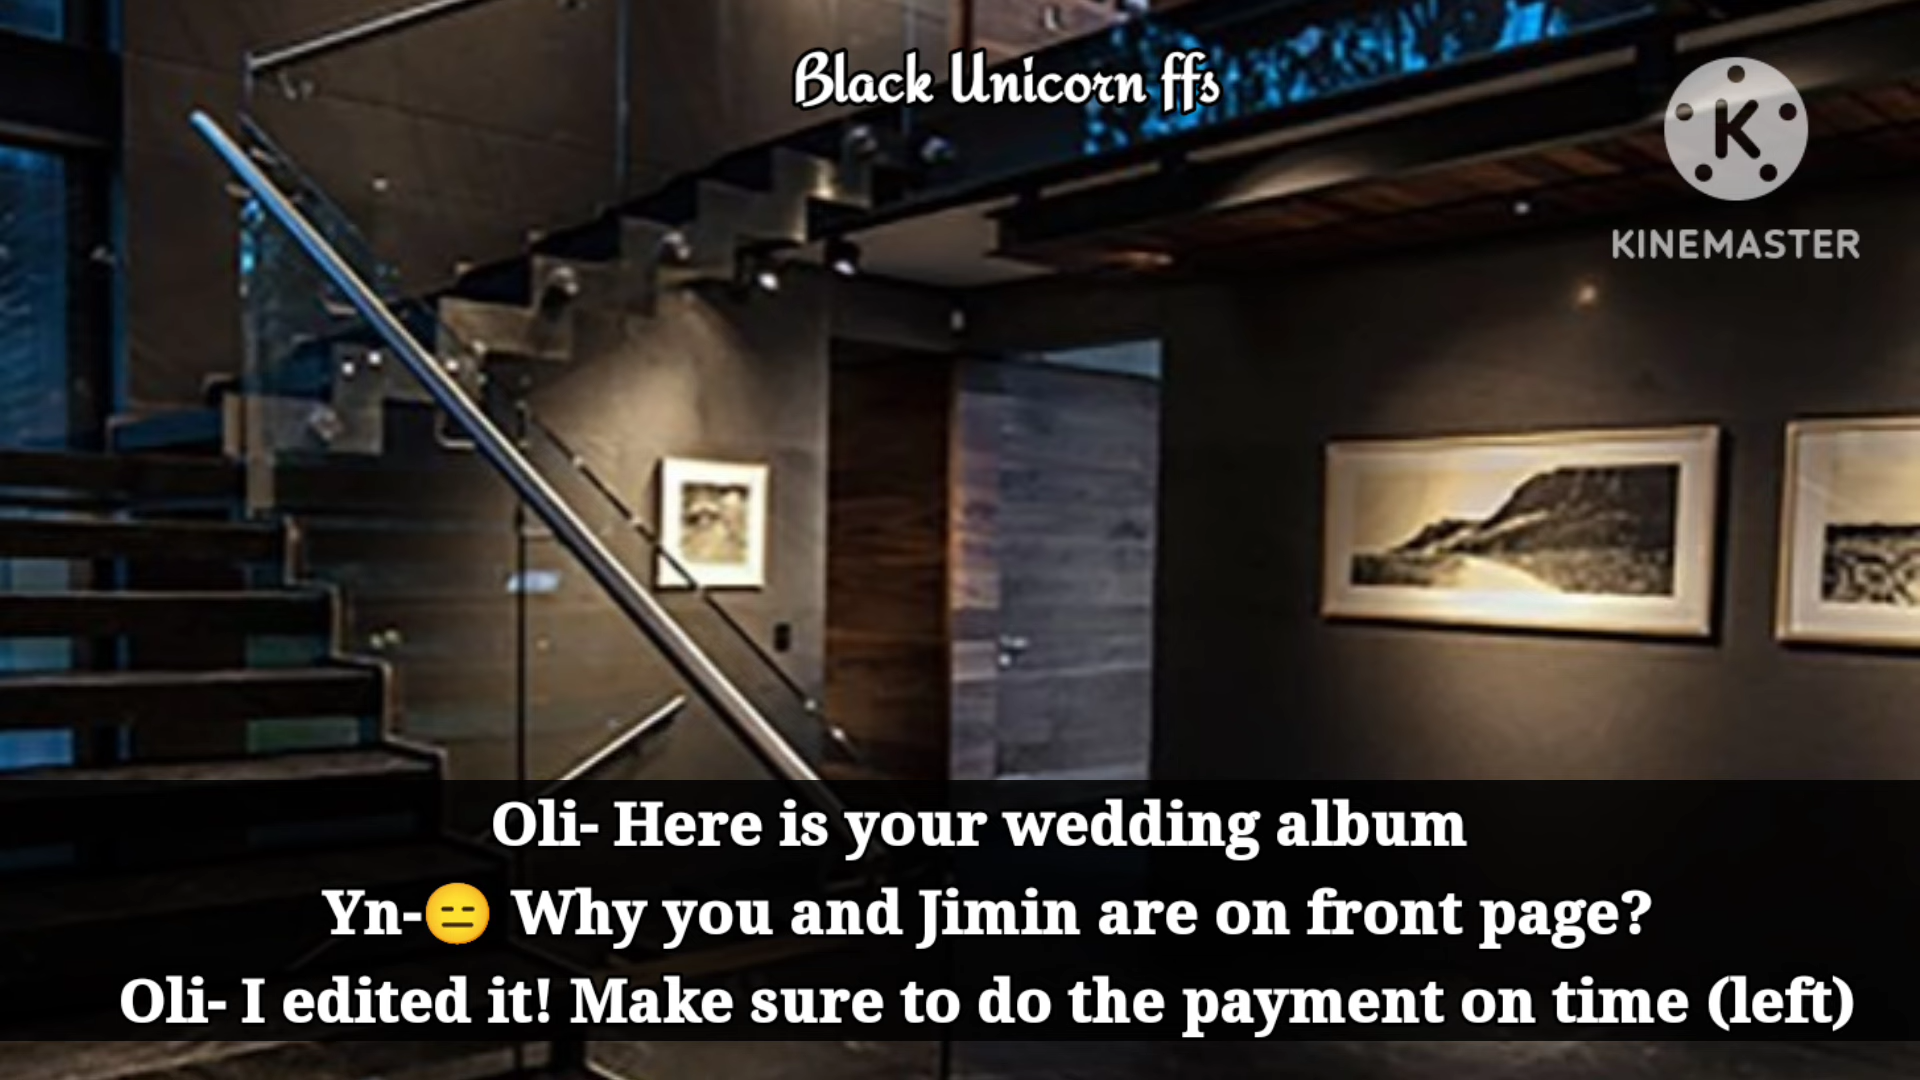 Black Unicorn ffs
K
KINEMASTER
Oli- Here is your wedding album
Yn-😑 Why you and Jimin are on front page?
Oli- I edited it! Make sure to do the payment on time (left)